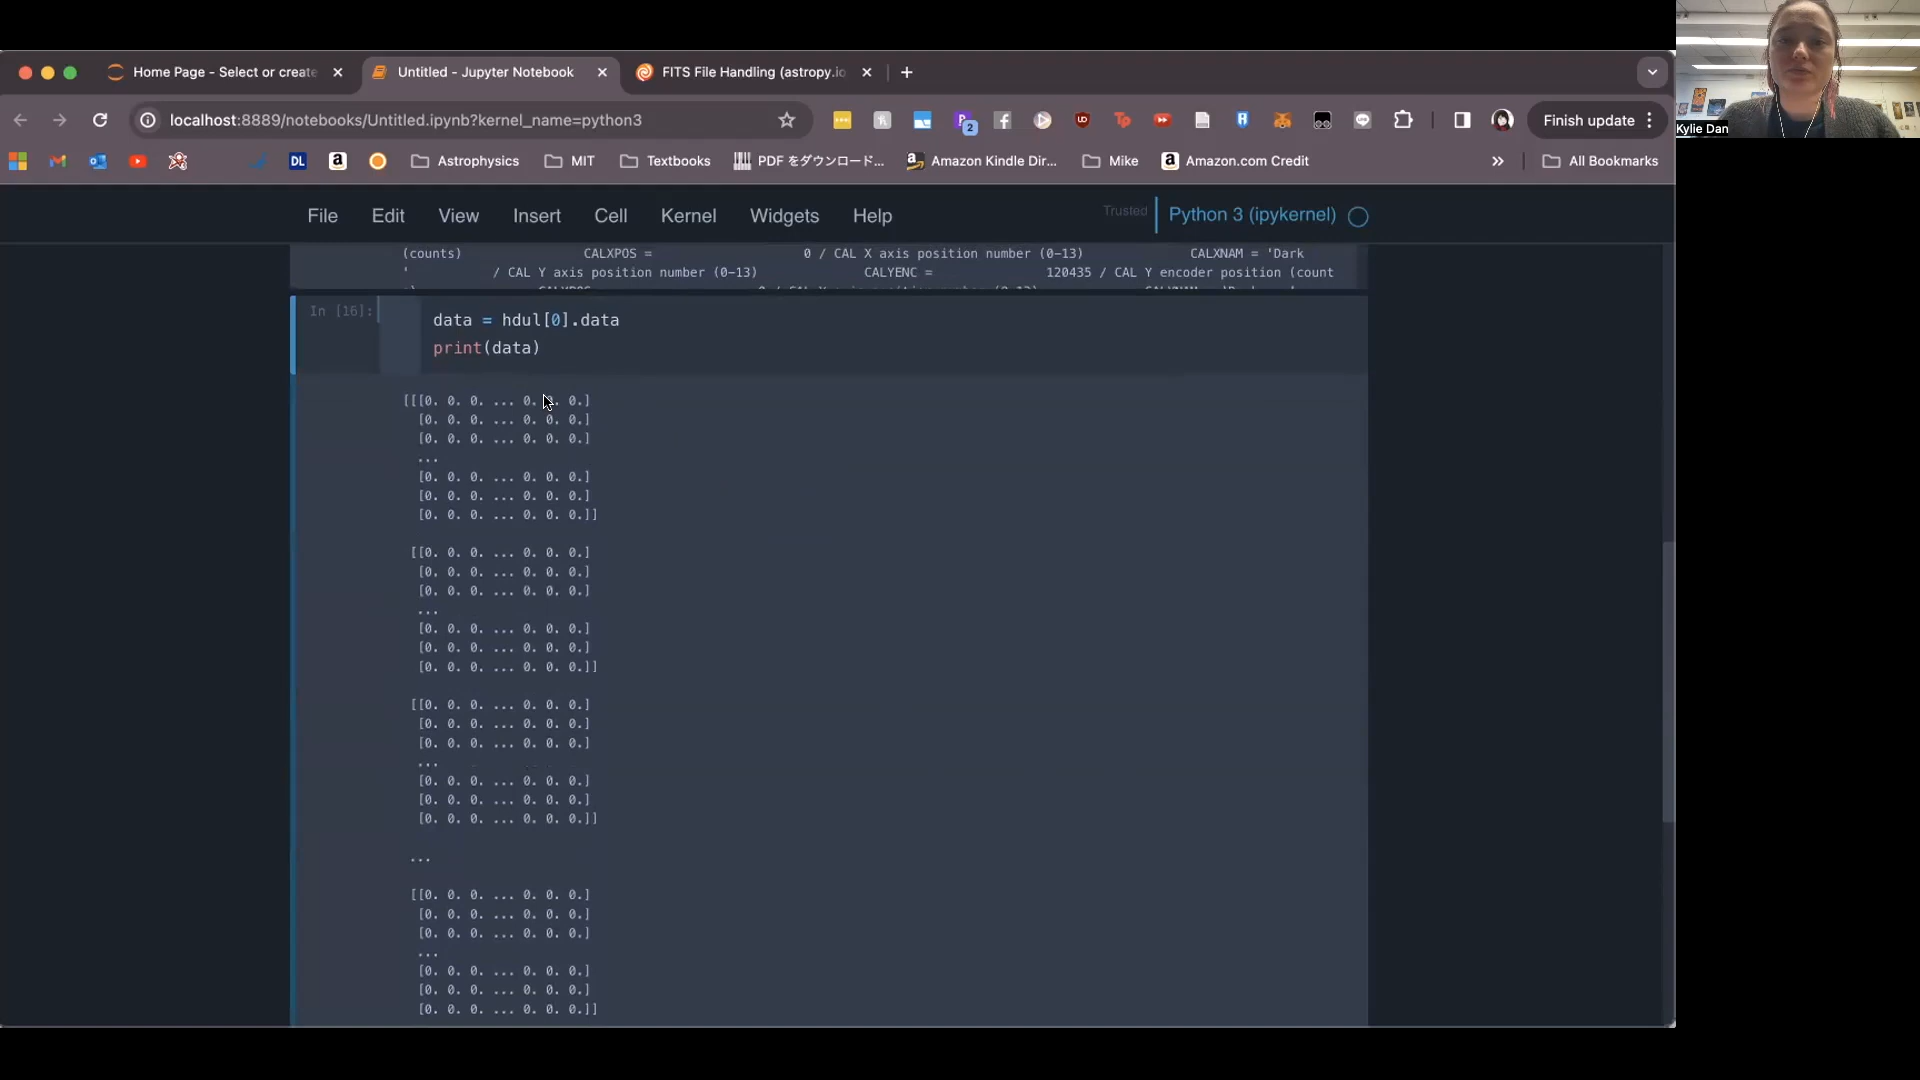 Home Page - Select or create
Untitled - Jupyter Notebook
FITS File Handling (astropy.io
localhost:8889/notebooks/Untitled.ipynb?kernel_name=python3
2
Finish update
DL
Astrophysics
MIT
Textbooks
PDF をダウンロード...
Amazon Kindle Dir...
Mike
Amazon.com Credit
All Bookmarks
Kylie Dan
File Edit View Insert Cell Kernel Widgets Help
Trusted
Python 3 (ipykernel)
(counts) CALXPOS = 0 / CAL X axis position number (0-13) CALXNAM = 'Dark
' / CAL Y axis position number (0-13) CALYENC = 120435 / CAL Y encoder position (count
In [16]:
data = hdul[0].data
print(data)
[[[0. 0. 0. ... 0. 0. 0.]
[0. 0. 0. ... 0. 0. 0.]
[0. 0. 0. ... 0. 0. 0.]
...
[0. 0. 0. ... 0. 0. 0.]
[0. 0. 0. ... 0. 0. 0.]
[0. 0. 0. ... 0. 0. 0.]]
[[0. 0. 0. ... 0. 0. 0.]
[0. 0. 0. ... 0. 0. 0.]
[0. 0. 0. ... 0. 0. 0.]
...
[0. 0. 0. ... 0. 0. 0.]
[0. 0. 0. ... 0. 0. 0.]
[0. 0. 0. ... 0. 0. 0.]]
[[0. 0. 0. ... 0. 0. 0.]
[0. 0. 0. ... 0. 0. 0.]
[0. 0. 0. ... 0. 0. 0.]
...
[0. 0. 0. ... 0. 0. 0.]
[0. 0. 0. ... 0. 0. 0.]
[0. 0. 0. ... 0. 0. 0.]]
...
[[0. 0. 0. ... 0. 0. 0.]
[0. 0. 0. ... 0. 0. 0.]
[0. 0. 0. ... 0. 0. 0.]
...
[0. 0. 0. ... 0. 0. 0.]
[0. 0. 0. ... 0. 0. 0.]
[0. 0. 0. ... 0. 0. 0.]]